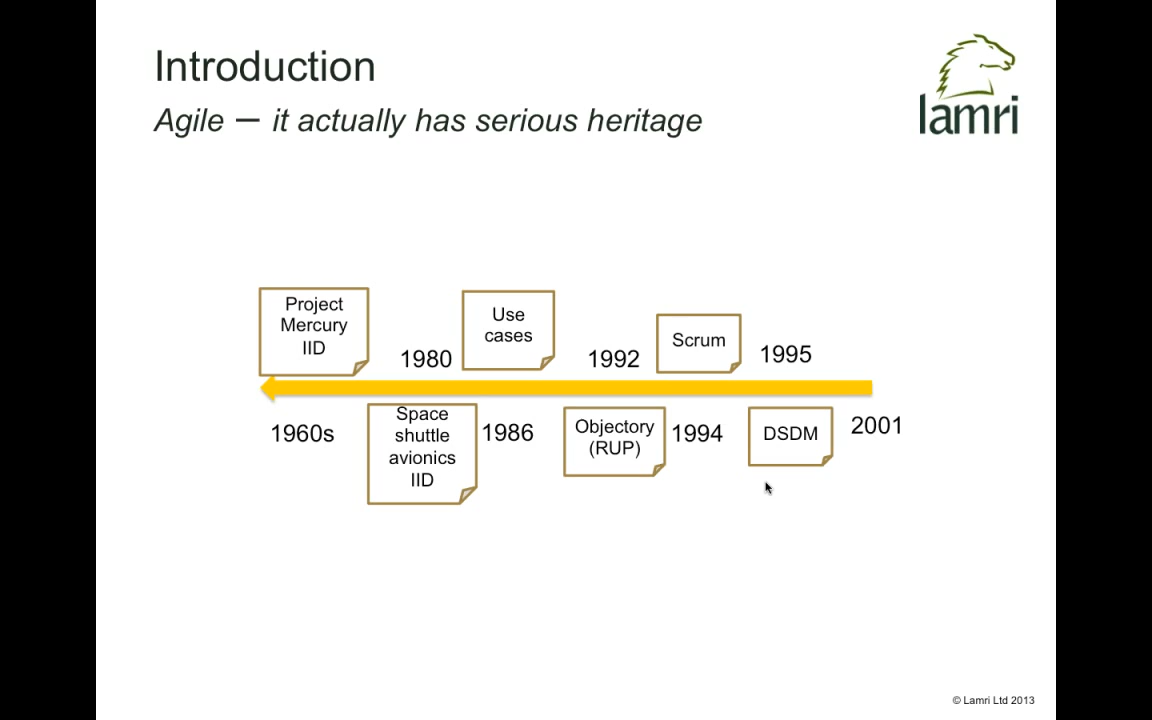 Introduction
Agile – it actually has serious heritage
lamri
Project
Mercury
IID
1980
Use
cases
1992
Scrum
1995
1960s
Space
shuttle
avionics
IID
1986
Objectory
(RUP)
1994
DSDM
2001
© Lamri Ltd 2013